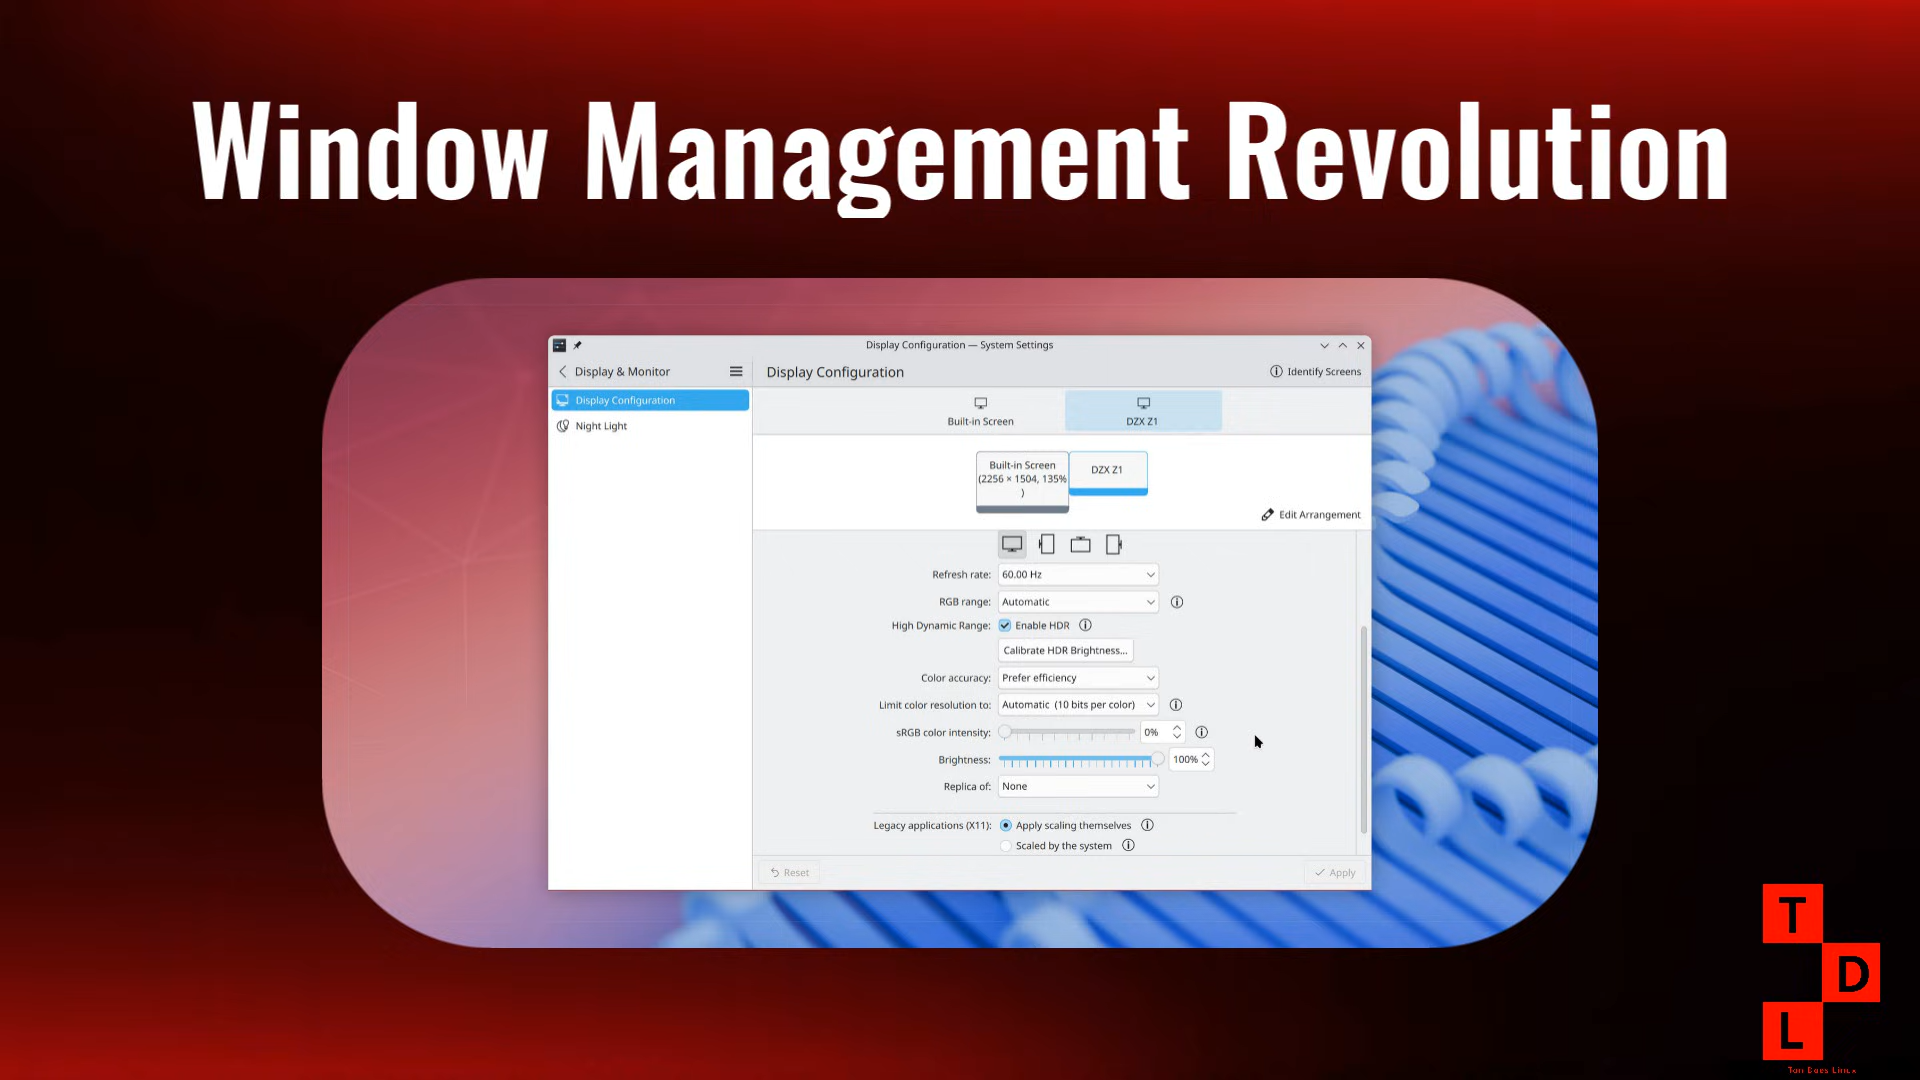 Window Management Revolution
Display Configuration — System Settings
Display & Monitor
Display Configuration
Identify Screens
Display Configuration
Night Light
Built-in Screen
DZX Z1
Built-in Screen
(2256 × 1504, 135%
)
DZX Z1
Edit Arrangement
Refresh rate: 60.00 Hz
RGB range: Automatic
High Dynamic Range: Enable HDR
Calibrate HDR Brightness...
Color accuracy: Prefer efficiency
Limit color resolution to: Automatic (10 bits per color)
sRGB color intensity: 0%
Brightness: 100%
Replica of: None
Legacy applications (X11): Apply scaling themselves
Scaled by the system
Reset
Apply
T
D
L